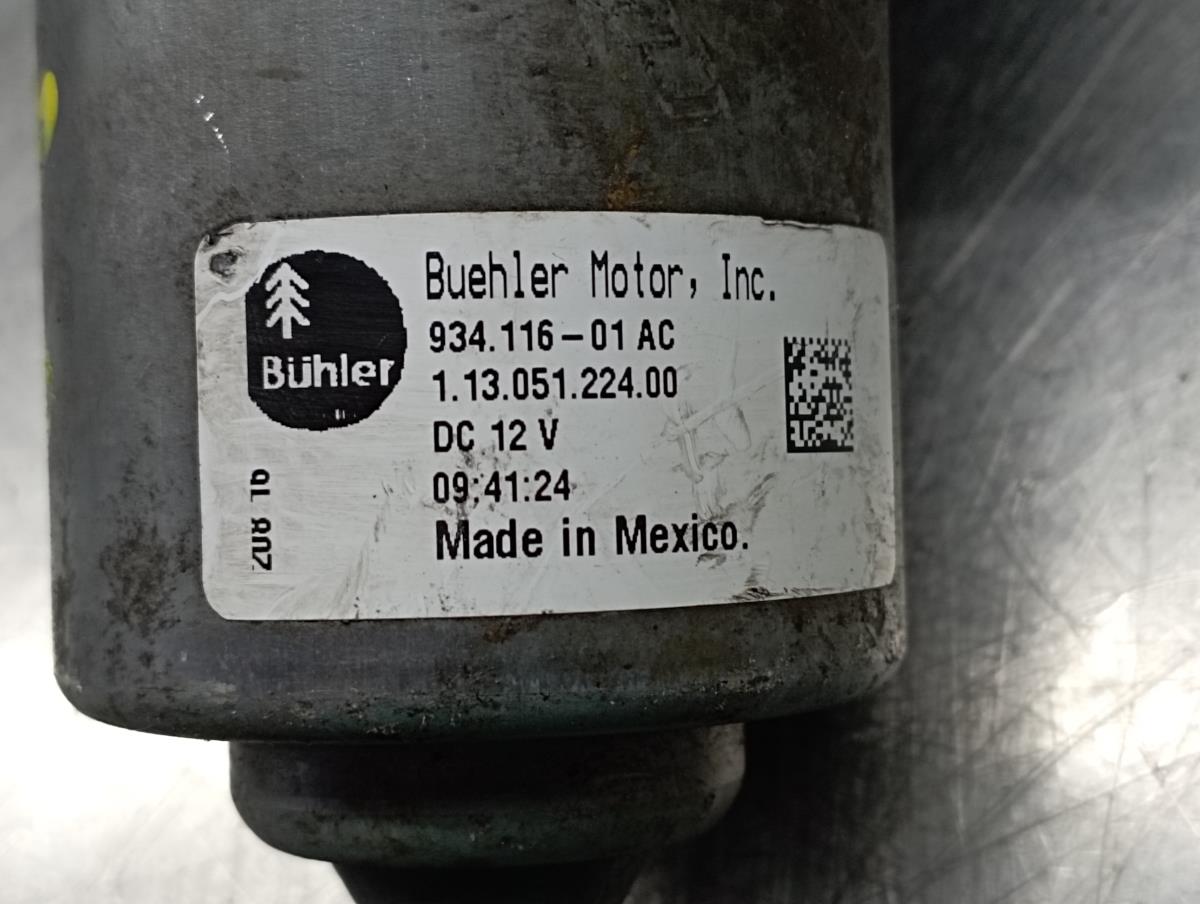 Bühler
Buehler Motor, Inc.
934.116-01 AC
1.13.051.224.00
DC 12 V
09:41:24
Made in Mexico.